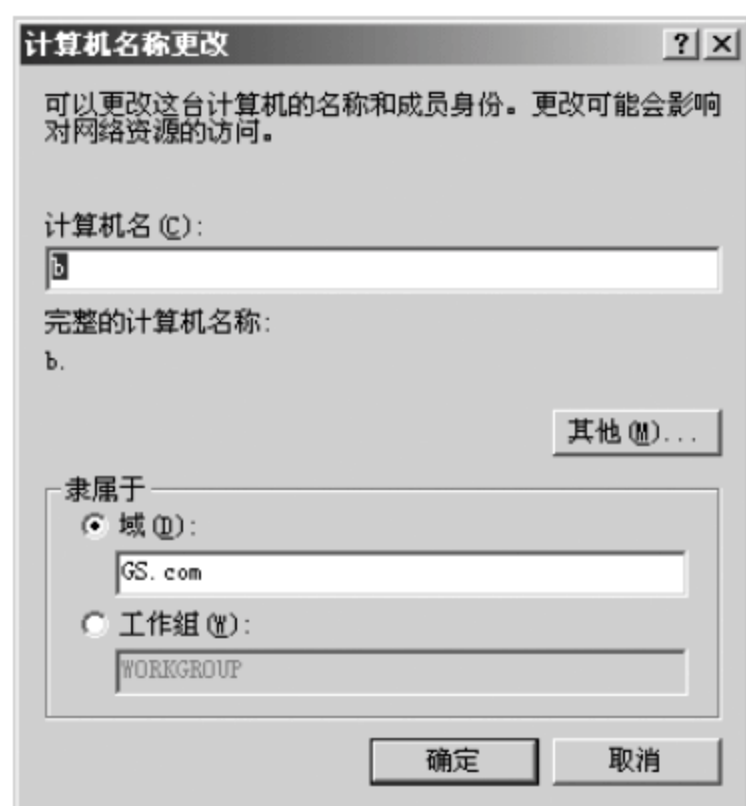 计算机名称更改
可以更改这台计算机的名称和成员身份。更改可能会影响
对网络资源的访问。
计算机名(C):
b
完整的计算机名称:
b.
其他(M)...
隶属于
域(D):
GS.com
工作组(W):
WORKGROUP
确定
取消